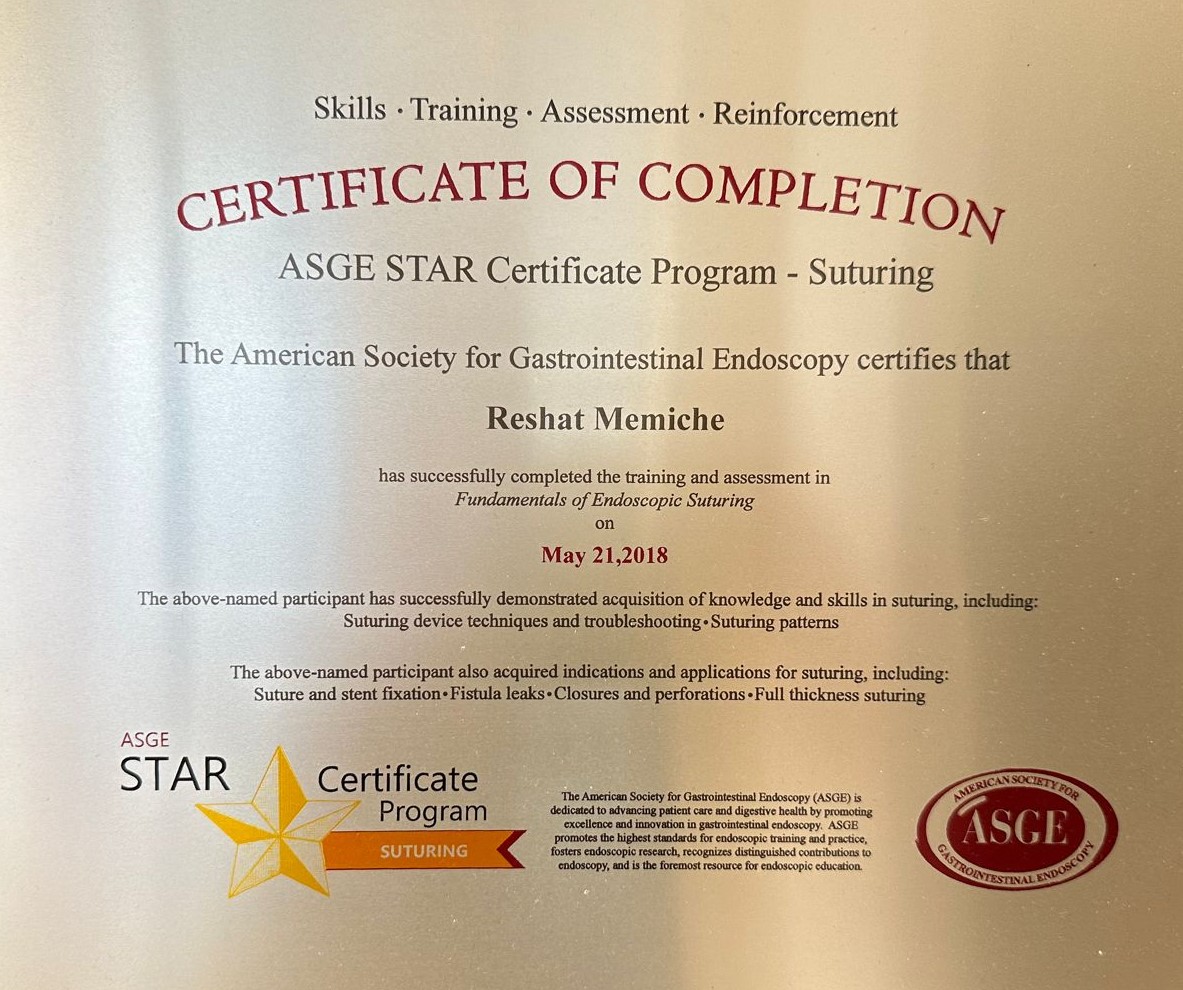 Skills · Training · Assessment · Reinforcement
CERTIFICATE OF COMPLETION
ASGE STAR Certificate Program - Suturing
The American Society for Gastrointestinal Endoscopy certifies that
Reshat Memiche
has successfully completed the training and assessment in
Fundamentals of Endoscopic Suturing
on
May 21,2018
The above-named participant has successfully demonstrated acquisition of knowledge and skills in suturing, including:
Suturing device techniques and troubleshooting•Suturing patterns
The above-named participant also acquired indications and applications for suturing, including:
Suture and stent fixation•Fistula leaks•Closures and perforations•Full thickness suturing
ASGE
STAR
Certificate
Program
SUTURING
The American Society for Gastrointestinal Endoscopy (ASGE) is
dedicated to advancing patient care and digestive health by promoting
excellence and innovation in gastrointestinal endoscopy. ASGE
promotes the highest standards for endoscopic training and practice,
fosters endoscopic research, recognizes distinguished contributions to
endoscopy, and is the foremost resource for endoscopic education.
AMERICAN SOCIETY FOR
ASGE
GASTROINTESTINAL ENDOSCOPY